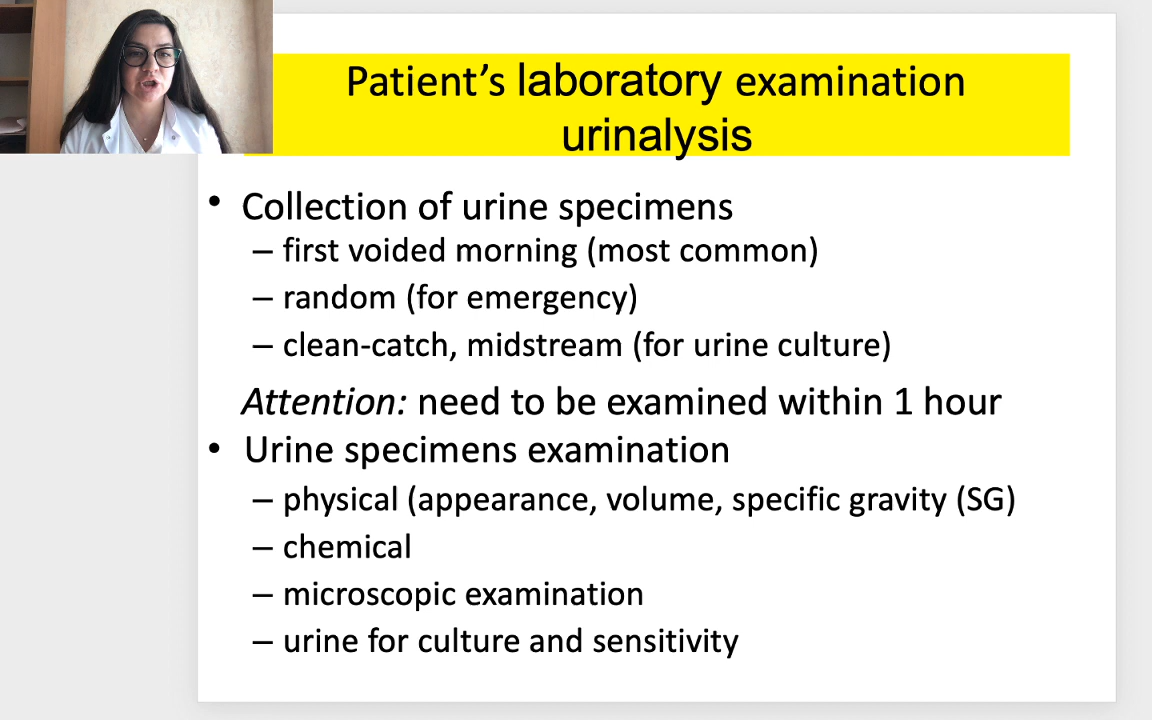 Patient’s laboratory examination
urinalysis
• Collection of urine specimens
– first voided morning (most common)
– random (for emergency)
– clean-catch, midstream (for urine culture)
Attention: need to be examined within 1 hour
• Urine specimens examination
– physical (appearance, volume, specific gravity (SG)
– chemical
– microscopic examination
– urine for culture and sensitivity